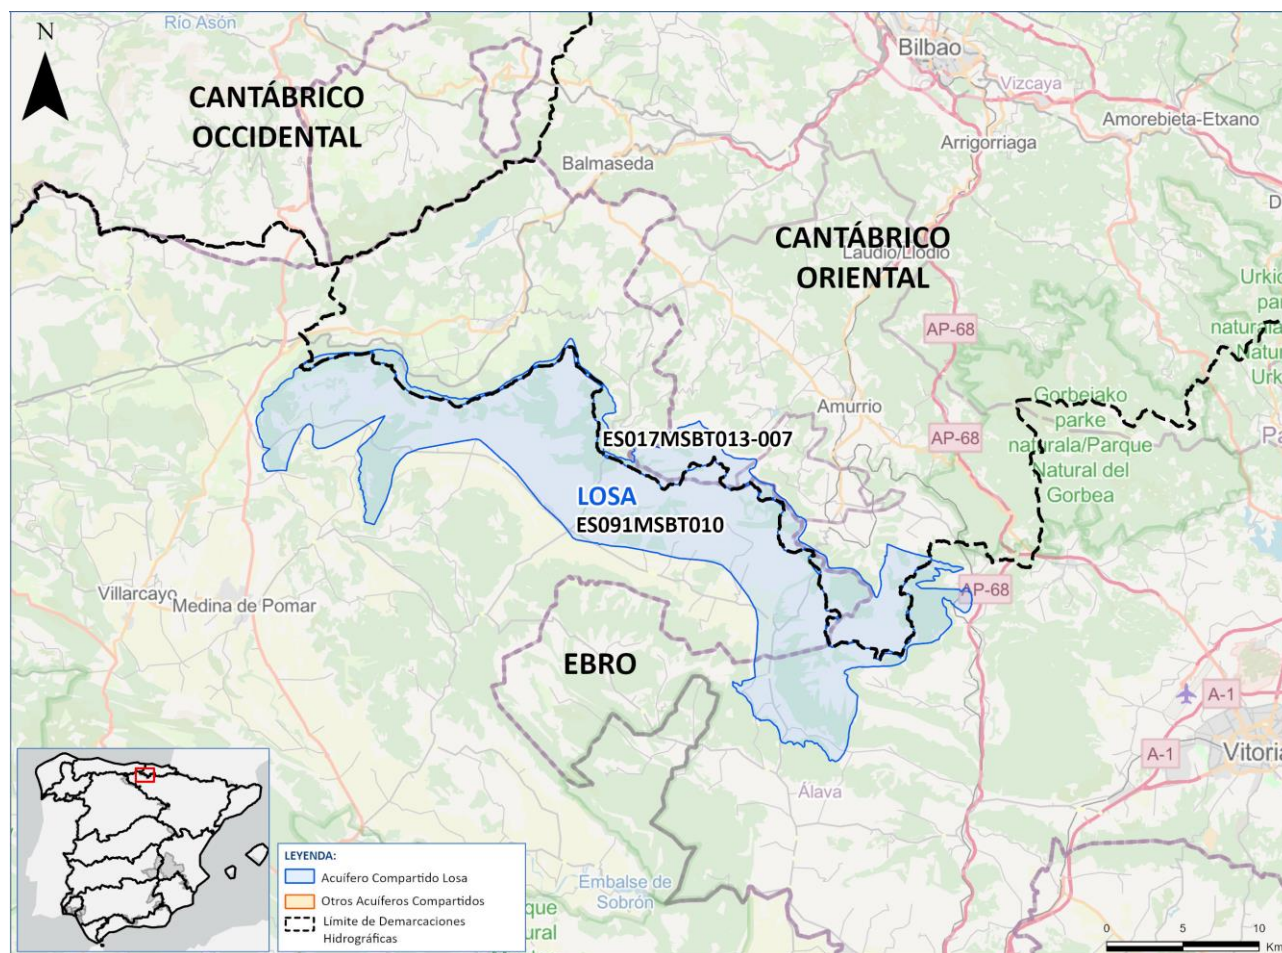 Río Asón
N
Bilbao
CANTÁBRICO
OCCIDENTAL
Vizcaya
Amorebieta-Etxano
Arrigorriaga
Balmaseda
CANTÁBRICO
ORIENTAL
Laudio/Llodio
AP-68
Gorbeiako
parke
naturala/Parque
Natural del
Gorbea
Amurrio
AP-68
ES017MSBT013-007
LOSA
ES091MSBT010
Villarcayo
Medina de Pomar
AP-68
EBRO
A-1
A-1
Vitoria
Álava
LEYENDA:
Acuífero Compartido Losa
Otros Acuíferos Compartidos
Límite de Demarcaciones
Hidrográficas
Embalse de
Sobrón
0 5 10
Km